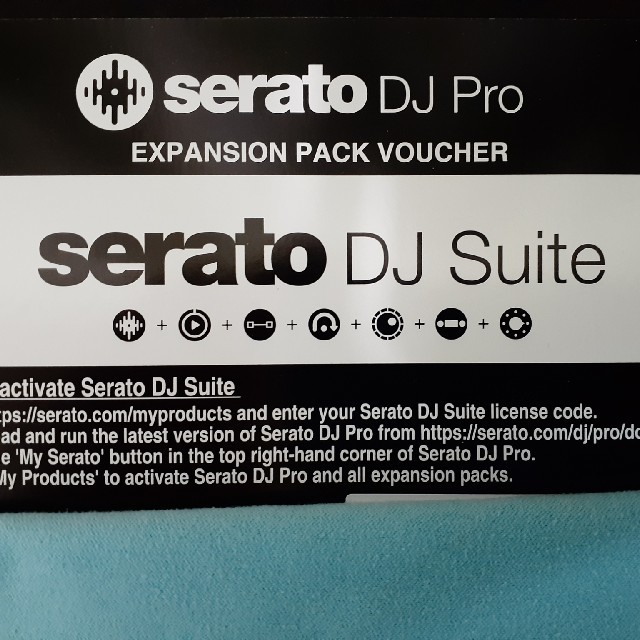 serato DJ Pro
EXPANSION PACK VOUCHER
serato DJ Suite
+ + + + + +
activate Serato DJ Suite
tps://serato.com/myproducts and enter your Serato DJ Suite license code.
ad and run the latest version of Serato DJ Pro from https://serato.com/dj/pro/do
e 'My Serato' button in the top right-hand corner of Serato DJ Pro.
My Products' to activate Serato DJ Pro and all expansion packs.